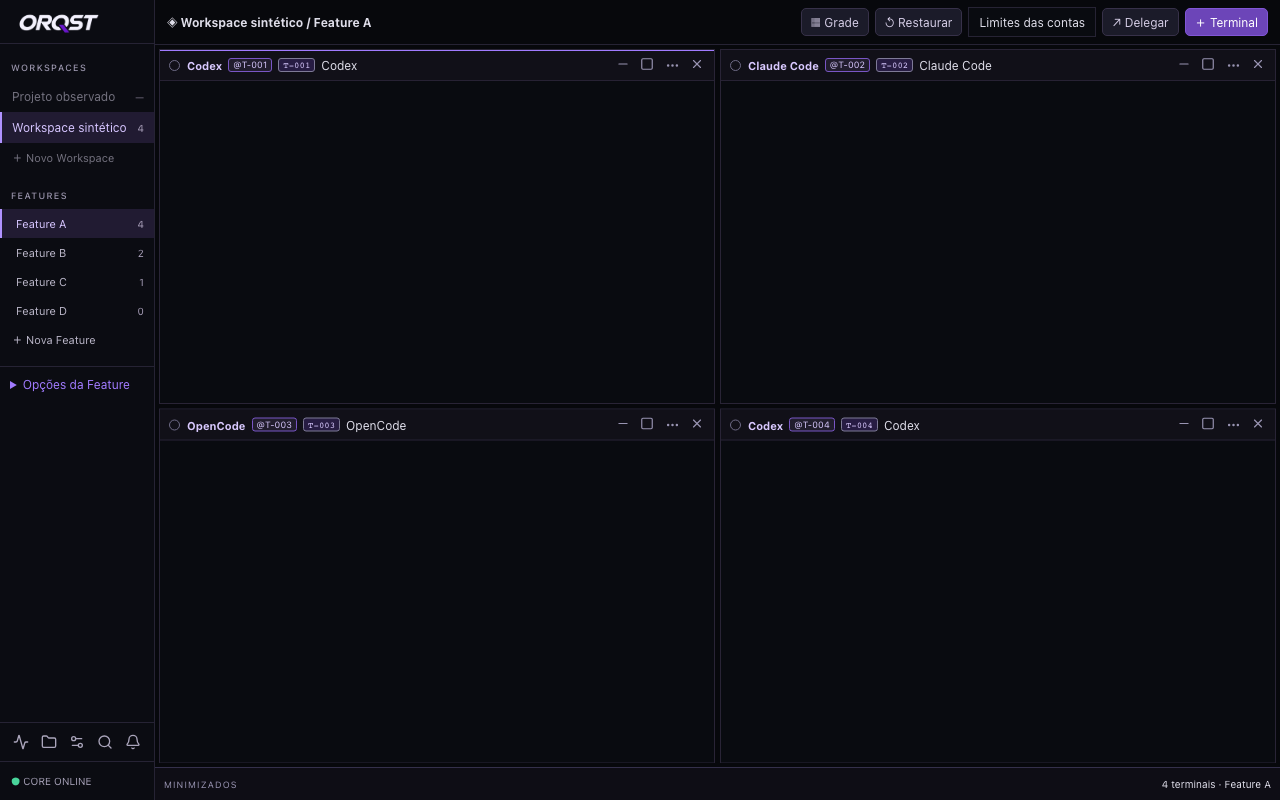 ORQST
◈ Workspace sintético / Feature A
▦ Grade
↺ Restaurar
Limites das contas
↗ Delegar
+ Terminal
WORKSPACES
Projeto observado —
Workspace sintético 4
+ Novo Workspace
FEATURES
Feature A 4
Feature B 2
Feature C 1
Feature D 0
+ Nova Feature
▶ Opções da Feature
CORE ONLINE
Codex @T-001 T-001 Codex
Claude Code @T-002 T-002 Claude Code
OpenCode @T-003 T-003 OpenCode
Codex @T-004 T-004 Codex
MINIMIZADOS
4 terminais · Feature A